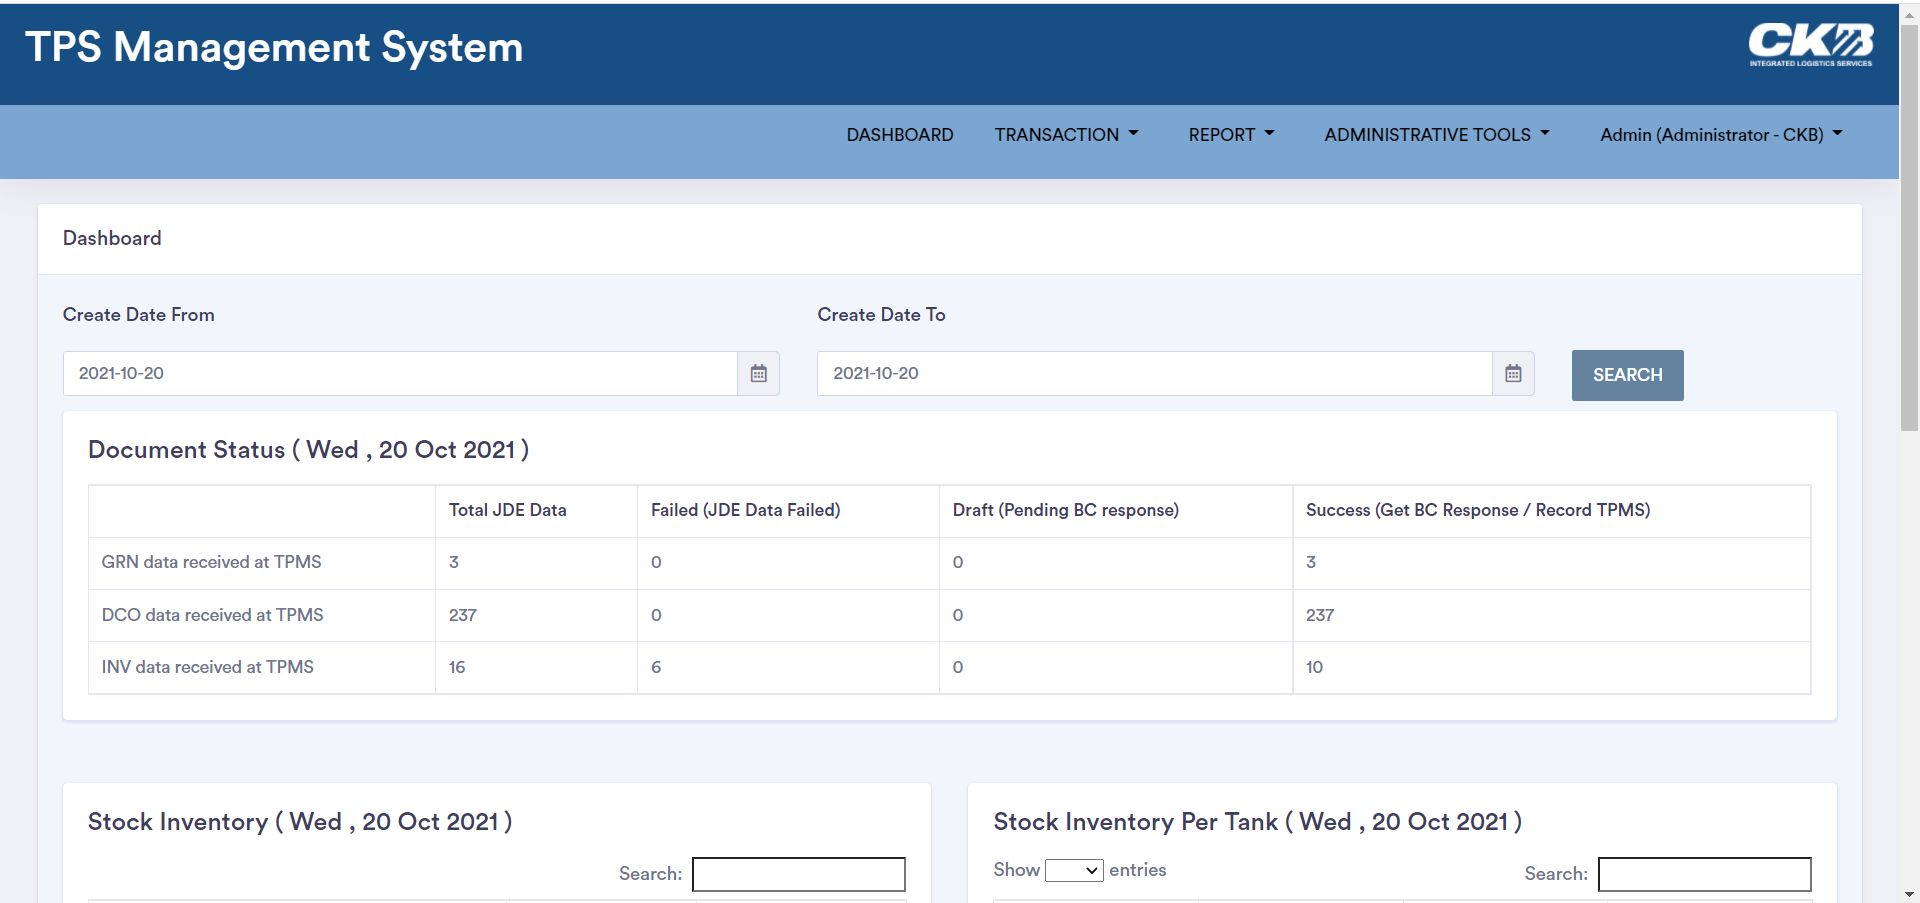 TPS Management System
CKB
INTEGRATED LOGISTICS SERVICES
DASHBOARD TRANSACTION REPORT ADMINISTRATIVE TOOLS Admin (Administrator - CKB)
Dashboard
Create Date From Create Date To
2021-10-20 2021-10-20 SEARCH
Document Status ( Wed , 20 Oct 2021 )
Total JDE Data Failed (JDE Data Failed) Draft (Pending BC response) Success (Get BC Response / Record TPMS)
GRN data received at TPMS 3 0 0 3
DCO data received at TPMS 237 0 0 237
INV data received at TPMS 16 6 0 10
Stock Inventory ( Wed , 20 Oct 2021 ) Stock Inventory Per Tank ( Wed , 20 Oct 2021 )
Search: Show entries Search: